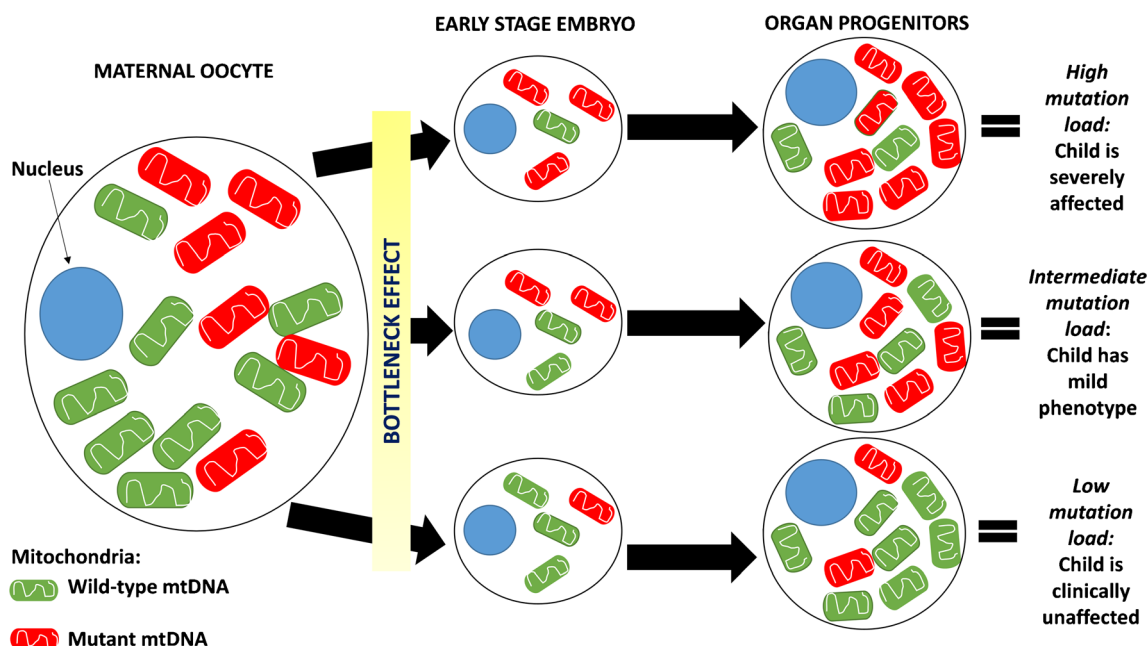 MATERNAL OOCYTE
Nucleus
BOTTLENECK EFFECT
EARLY STAGE EMBRYO
ORGAN PROGENITORS
High
mutation
load:
Child is
severely
affected
Intermediate
mutation
load:
Child has
mild
phenotype
Low
mutation
load:
Child is
clinically
unaffected
Mitochondria:
Wild-type mtDNA
Mutant mtDNA